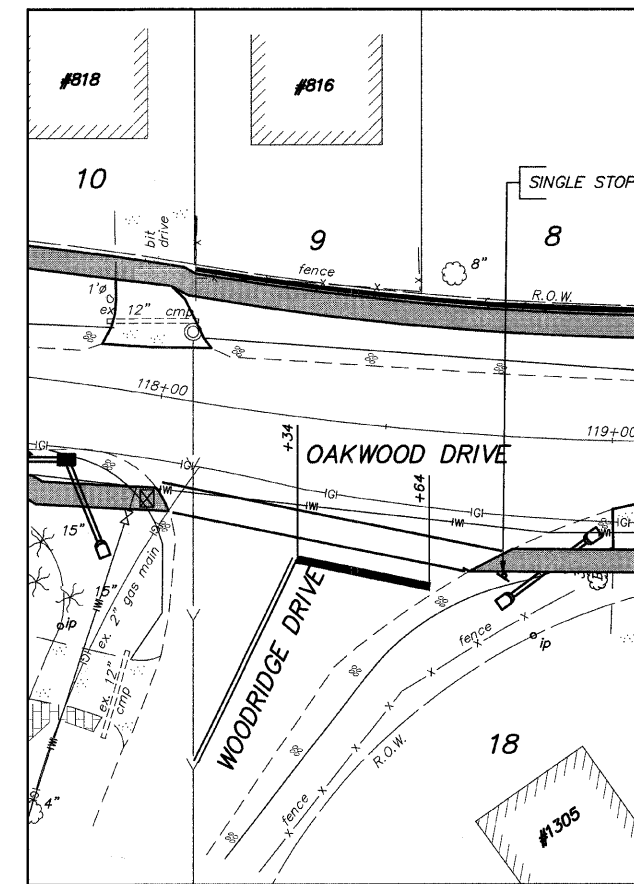 #818
#816
10
SINGLE STOP
bit
drive
9
8
fence
8"
R.O.W.
1'ø
ex
12"
cmp
118+00
119+00
+34
OAKWOOD DRIVE
+64
G
G
G
G
W
W
W
15"
15"
ex. 2" gas main
W
ip
ex. 12"
cmp
W
WOODRIDGE DRIVE
fence
ip
R.O.W.
18
4"
fence
#1305